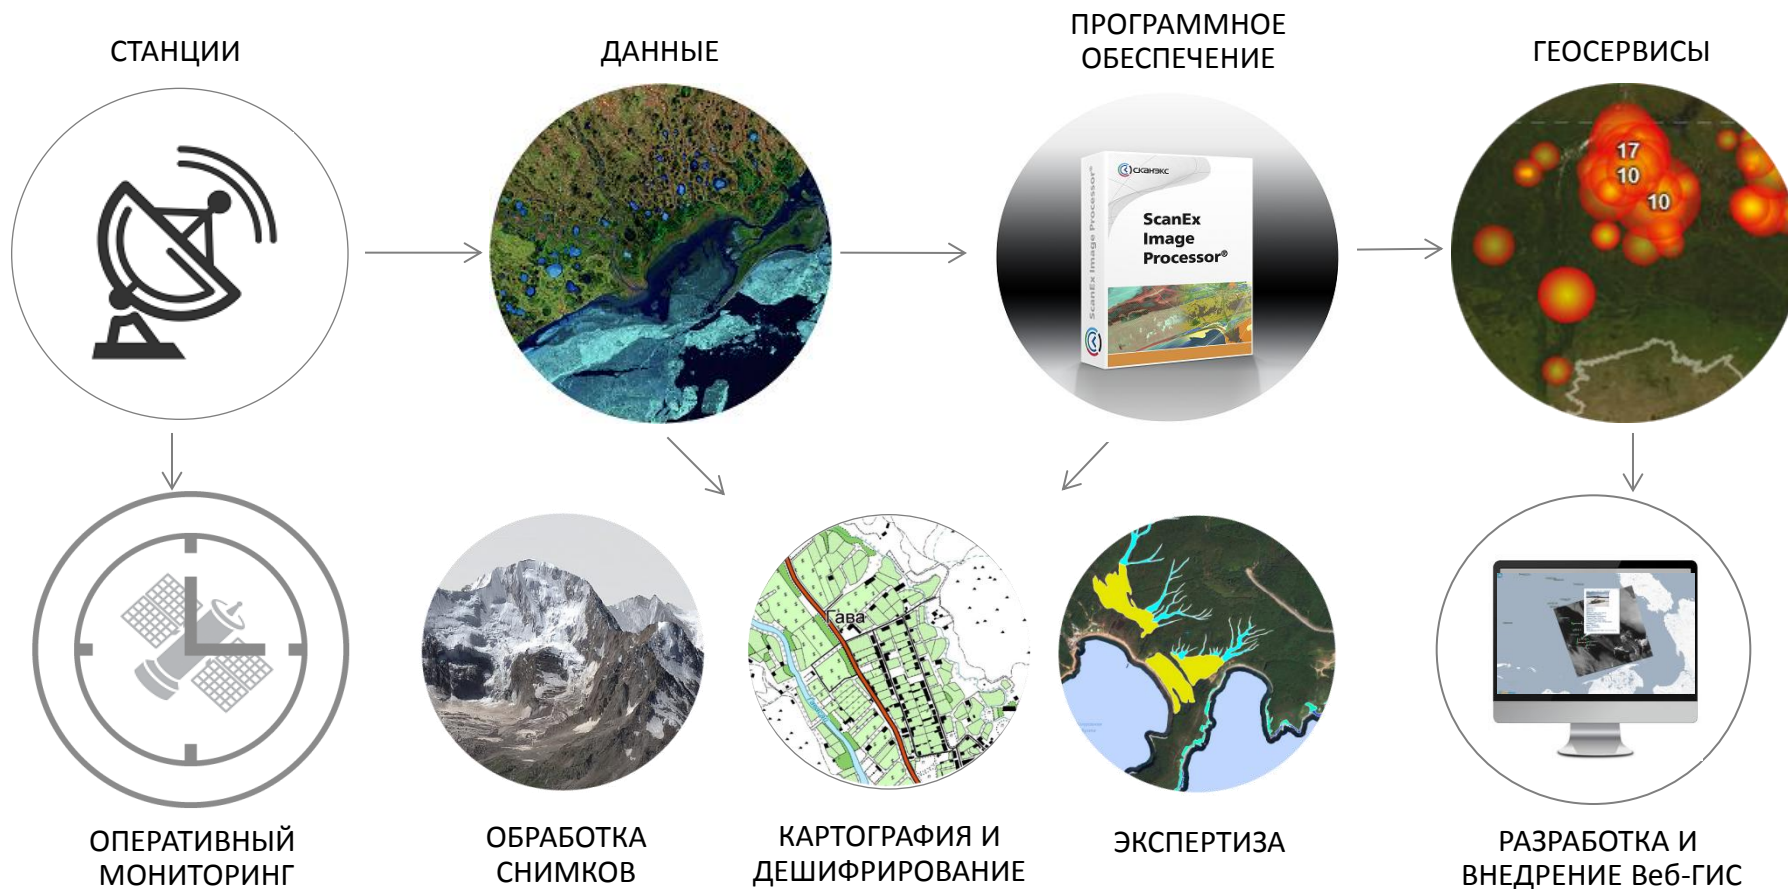 СТАНЦИИ
ДАННЫЕ
ПРОГРАММНОЕ
ОБЕСПЕЧЕНИЕ
ГЕОСЕРВИСЫ
СКАНЭКС
ScanEx
Image
Processor®
ScanEx Image Processor®
17
10
10
Гава
ОПЕРАТИВНЫЙ
МОНИТОРИНГ
ОБРАБОТКА
СНИМКОВ
КАРТОГРАФИЯ И
ДЕШИФРИРОВАНИЕ
ЭКСПЕРТИЗА
РАЗРАБОТКА И
ВНЕДРЕНИЕ Веб-ГИС